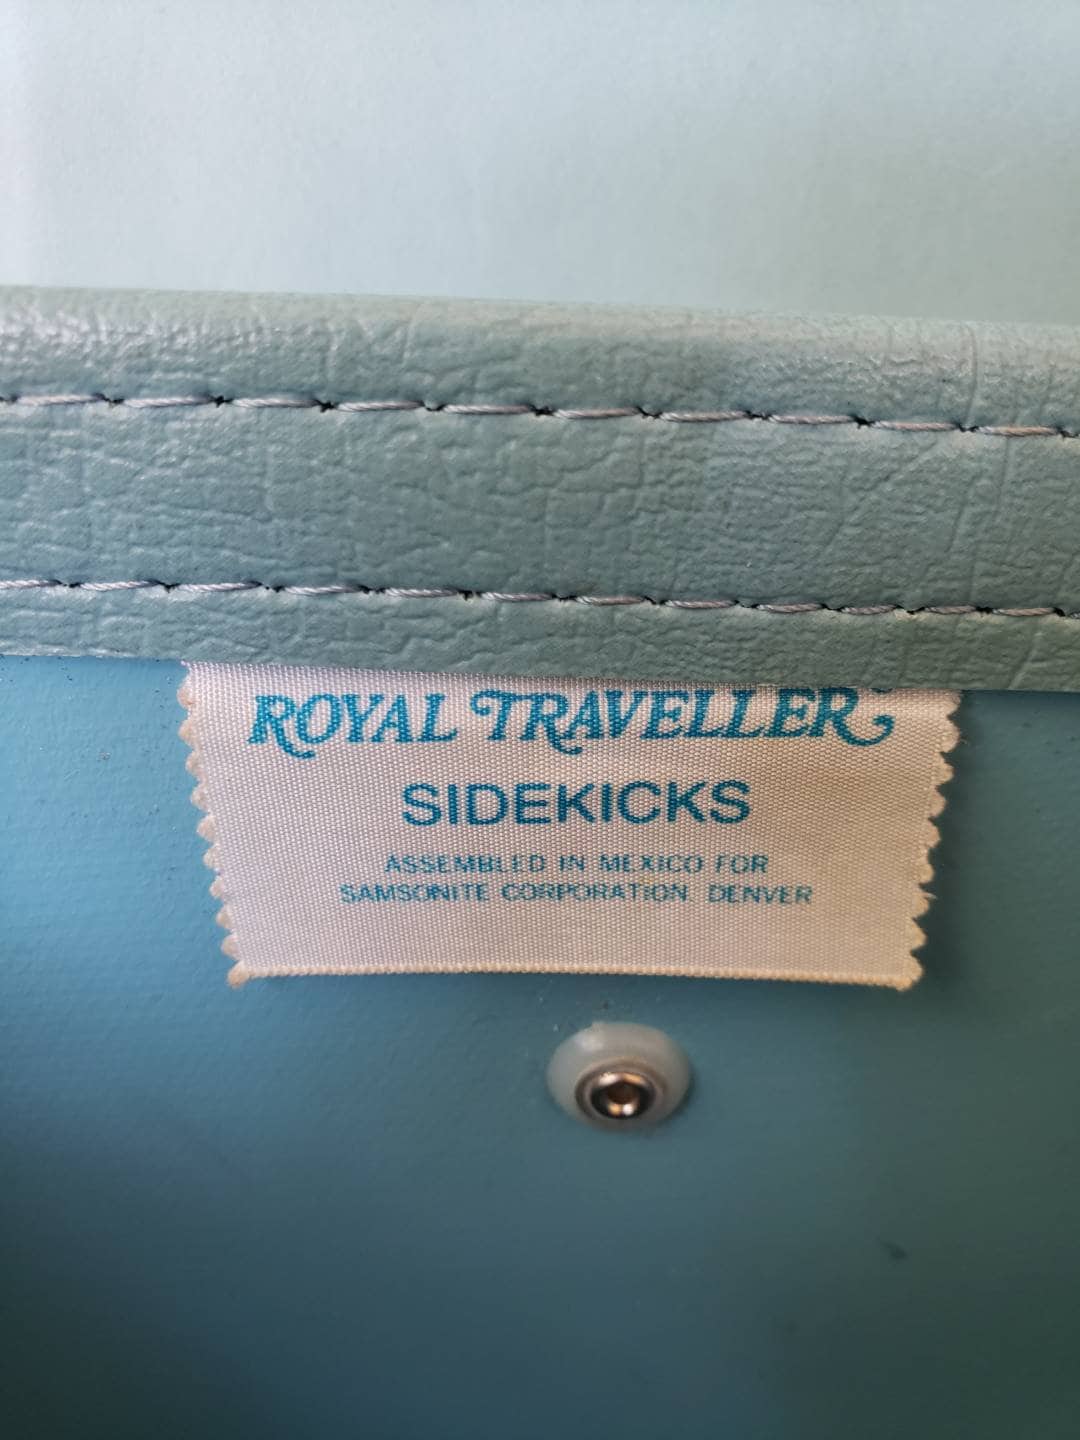 ROYAL TRAVELLER
SIDEKICKS
ASSEMBLED IN MEXICO FOR
SAMSONITE CORPORATION, DENVER